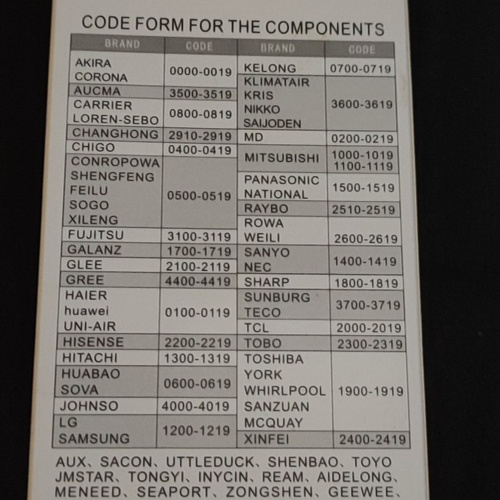 CODE FORM FOR THE COMPONENTS
BRAND CODE BRAND CODE
AKIRA
CORONA 0000-0019
AUCMA 3500-3519
CARRIER
LOREN-SEBO 0800-0819
CHANGHONG 2910-2919
CHIGO 0400-0419
CONROPOWA
SHENGFENG
FEILU
SOGO
XILENG 0500-0519
FUJITSU 3100-3119
GALANZ 1700-1719
GLEE 2100-2119
GREE 4400-4419
HAIER
huawei
UNI-AIR 0100-0119
HISENSE 2200-2219
HITACHI 1300-1319
HUABAO
SOVA 0600-0619
JOHNSO 4000-4019
LG
SAMSUNG 1200-1219
KELONG 0700-0719
KLIMATAIR
KRIS
NIKKO
SAIJODEN 3600-3619
MD 0200-0219
MITSUBISHI 1000-1019
1100-1119
PANASONIC
NATIONAL 1500-1519
RAYBO 2510-2519
ROWA
WEILI 2600-2619
SANYO
NEC 1400-1419
SHARP 1800-1819
SUNBURG
TECO 3700-3719
TCL 2000-2019
TOBO 2300-2319
TOSHIBA
YORK
WHIRLPOOL
SANZUAN
MCQUAY 1900-1919
XINFEI 2400-2419
AUX、SACON、UTTLEDUCK、SHENBAO、TOYO
JMSTAR、TONGYI、INYCIN、REAM、AIDELONG、
MENEED、SEAPORT、ZONGSHEN、GEEWEE、